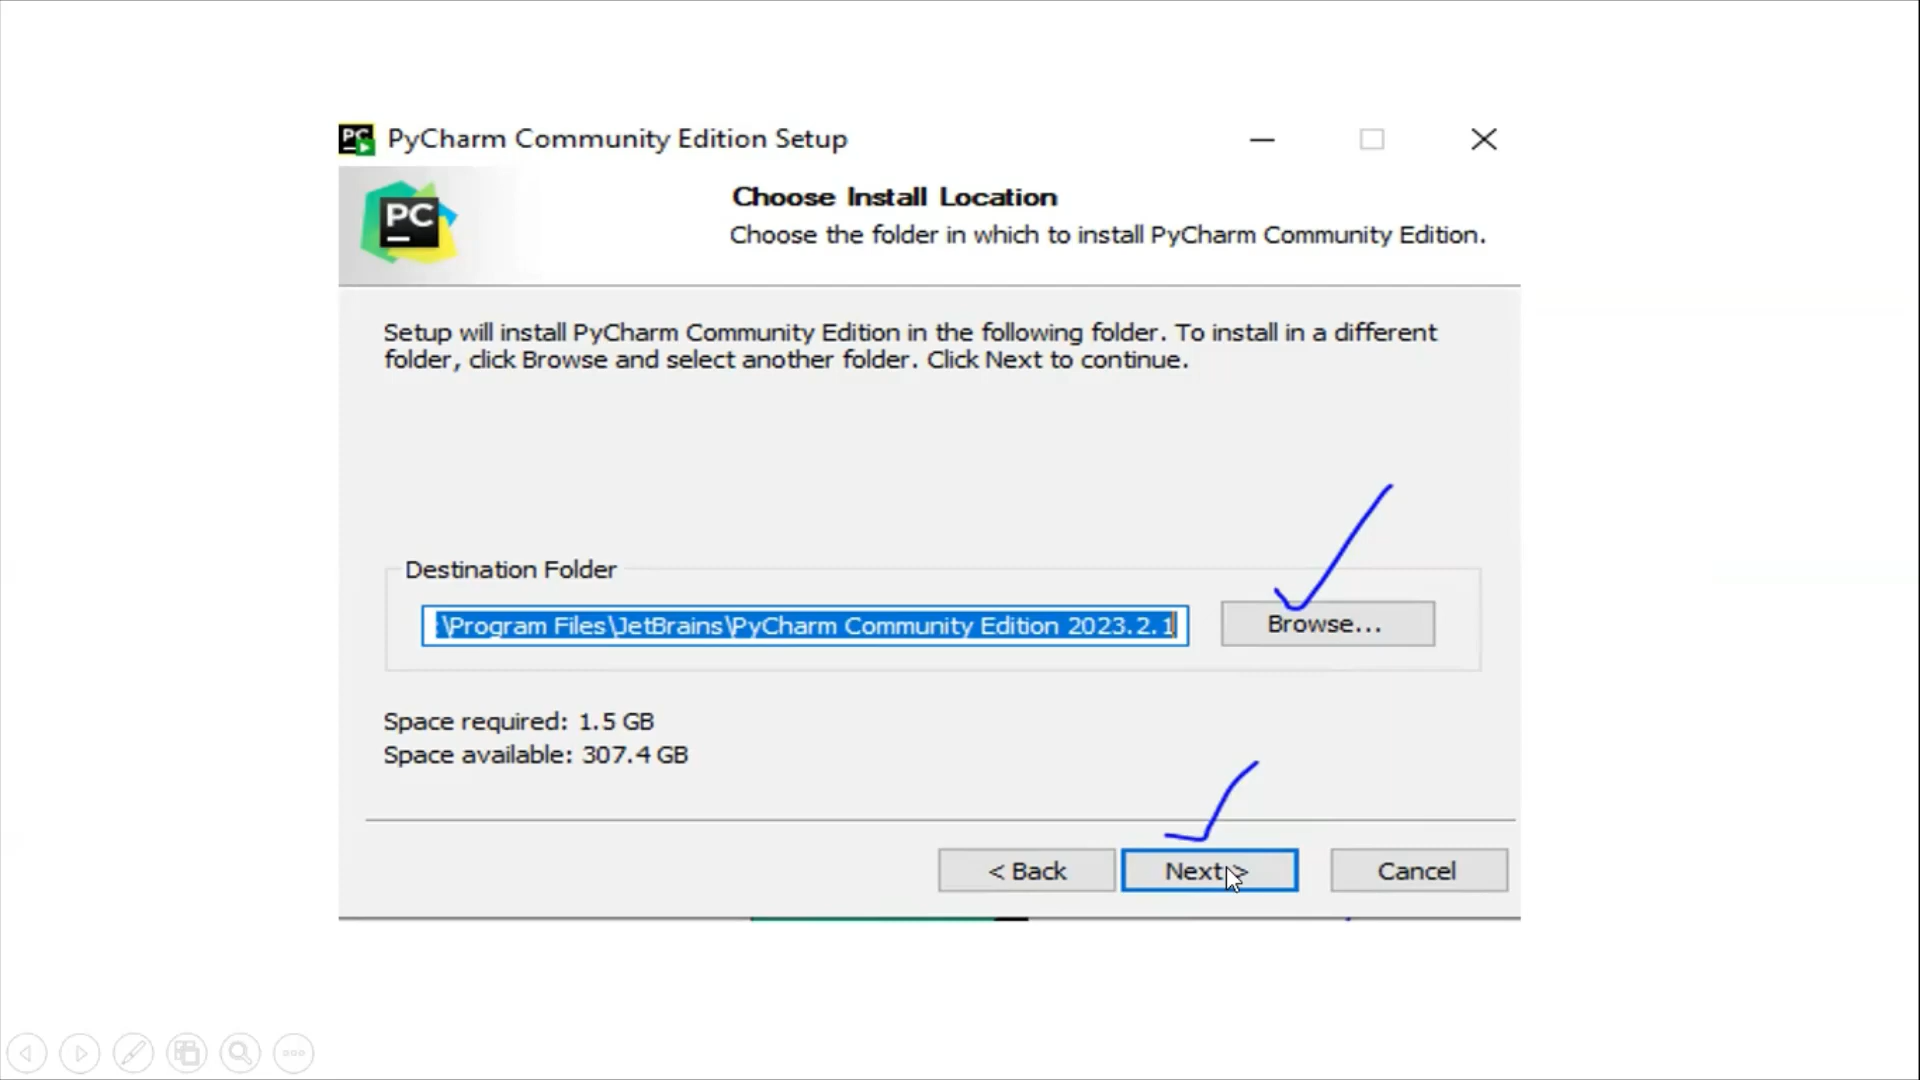 PyCharm Community Edition Setup
PC
Choose Install Location
Choose the folder in which to install PyCharm Community Edition.
Setup will install PyCharm Community Edition in the following folder. To install in a different
folder, click Browse and select another folder. Click Next to continue.
Destination Folder
:\Program Files\JetBrains\PyCharm Community Edition 2023.2.1
Browse...
Space required: 1.5 GB
Space available: 307.4 GB
< Back
Next >
Cancel